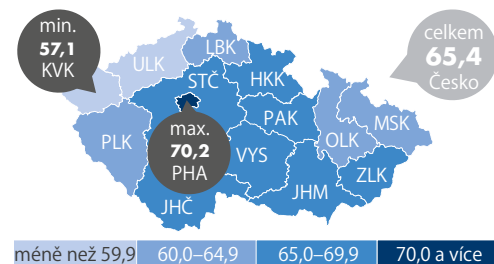 min.
57,1
KVK
celkem
65,4
Česko
ULK
LBK
STČ
HKK
PAK
PLK
max.
70,2
PHA
VYS
OLK
MSK
ZLK
JHM
JHČ
méně než 59,9
60,0–64,9
65,0–69,9
70,0 a více